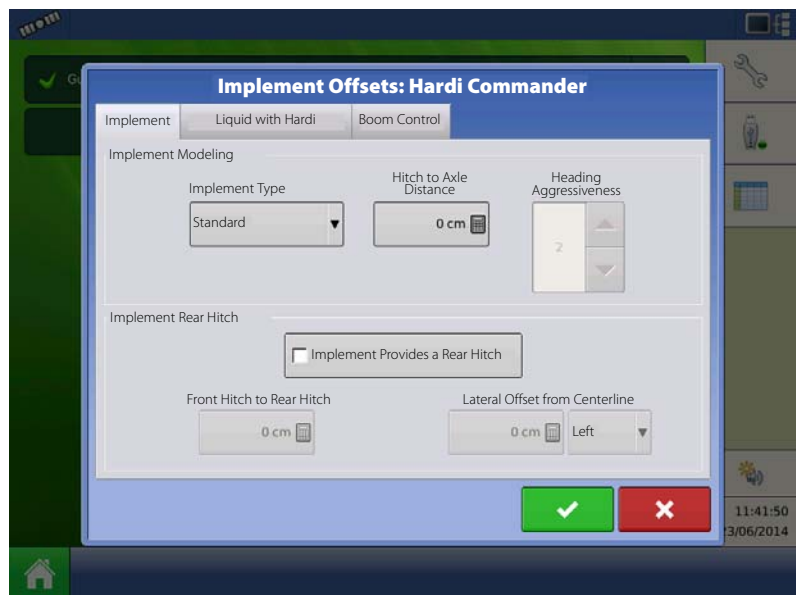 Implement Offsets: Hardi Commander
Implement
Liquid with Hardi
Boom Control
Implement Modeling
Implement Type
Hitch to Axle
Distance
Heading
Aggressiveness
Standard
0 cm
2
Implement Rear Hitch
Implement Provides a Rear Hitch
Front Hitch to Rear Hitch
Lateral Offset from Centerline
0 cm
0 cm
Left
11:41:50
3/06/2014